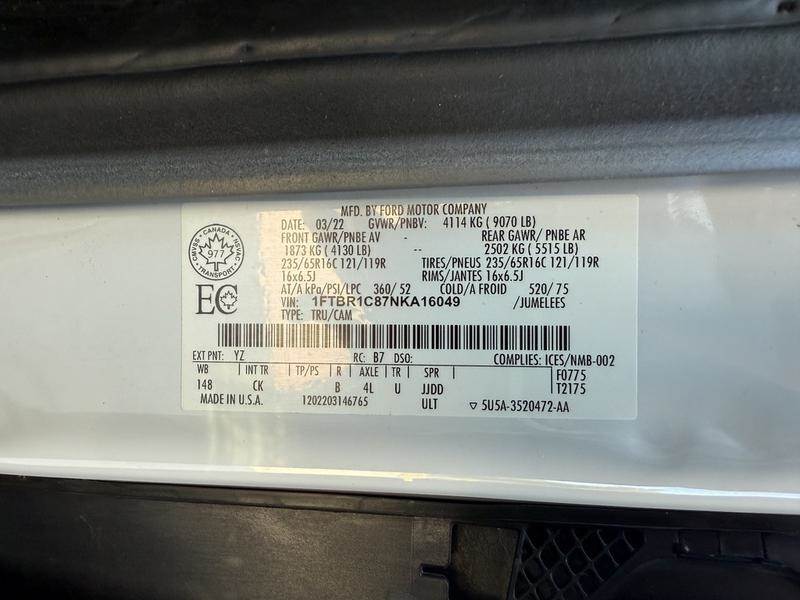 MFD. BY FORD MOTOR COMPANY
DATE: 03/22 GVWR/PNBV: 4114 KG ( 9070 LB)
FRONT GAWR/PNBE AV - REAR GAWR/ PNBE AR
1873 KG ( 4130 LB) -- 2502 KG ( 5515 LB)
235/65R16C 121/119R TIRES/PNEUS 235/65R16C 121/119R
16x6.5J RIMS/JANTES 16x6.5J
AT/A kPa/PSI/LPC 360/ 52 COLD/A FROID 520/ 75
VIN: 1FTBR1C87NKA16049 /JUMELEES
TYPE: TRU/CAM
CMVSS • CANADA • NSVAC
977
TRANSPORT
EC
EXT PNT: YZ RC: B7 DSO: COMPLIES: ICES/NMB-002
WB INT TR TP/PS R AXLE TR SPR F0775
148 CK B 4L U JJDD T2175
MADE IN U.S.A. 1202203146765 ULT ▽ 5U5A-3520472-AA